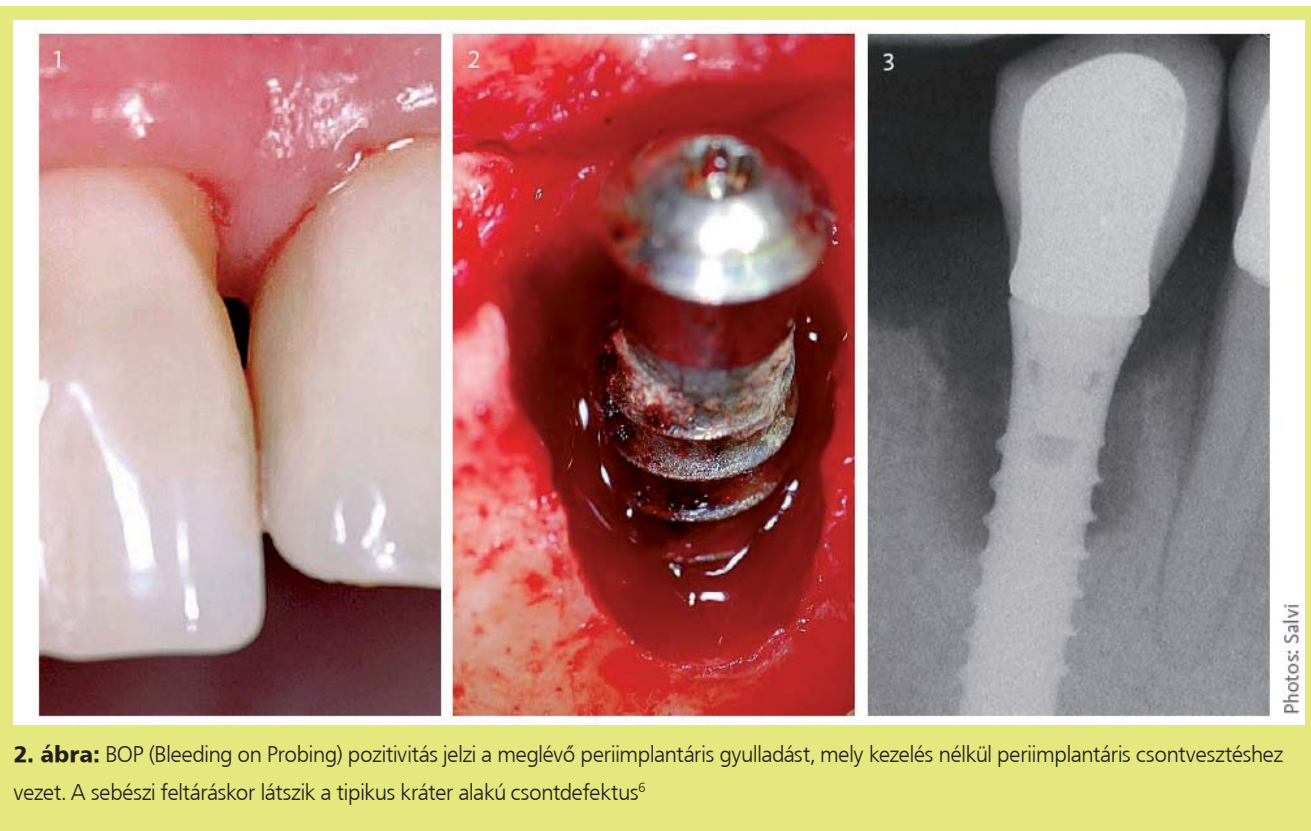 1
2
3
Photos: Salvi
2. ábra: BOP (Bleeding on Probing) pozitivitás jelzi a meglévő periimplantáris gyulladást, mely kezelés nélkül periimplantáris csontvesztéshez
vezet. A sebészi feltáráskor látszik a tipikus kráter alakú csontdefektus⁶